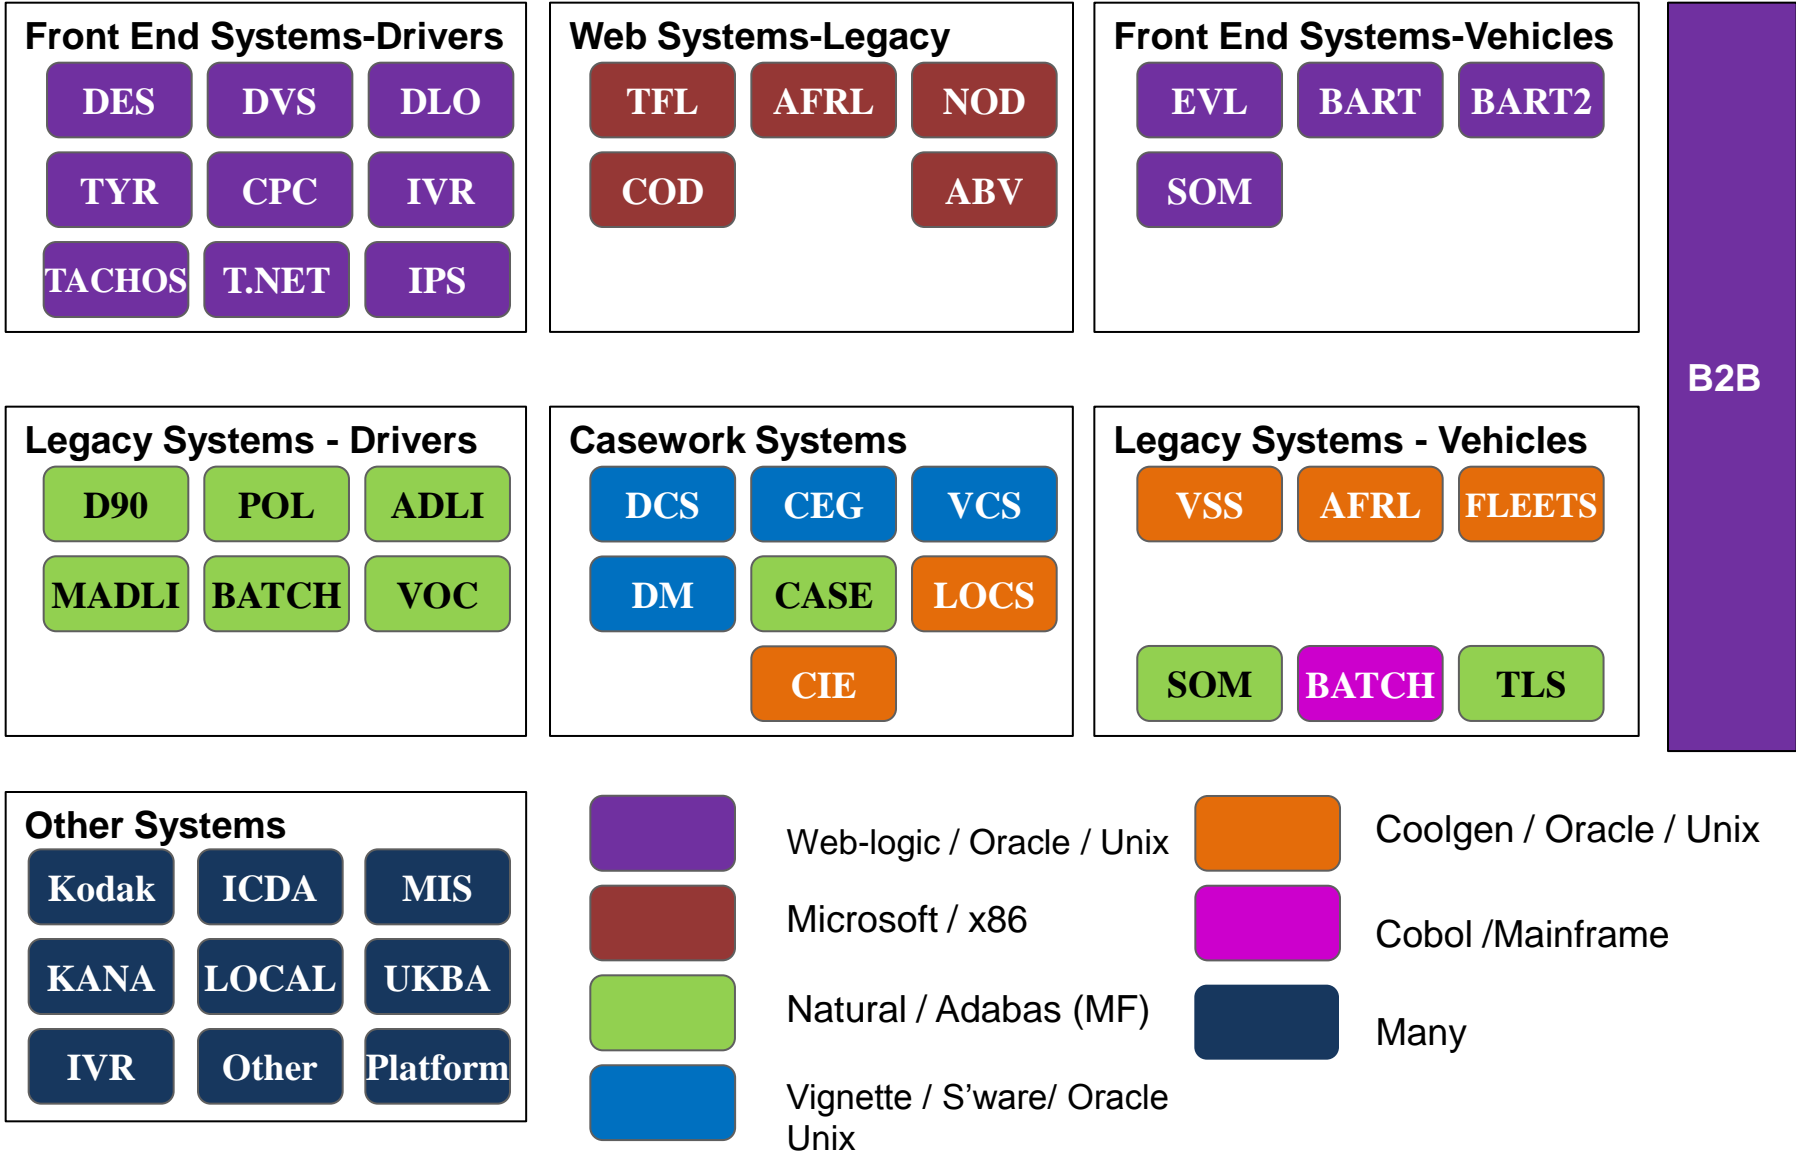 Front End Systems-Drivers
DES DVS DLO
TYR CPC IVR
TACHOS T.NET IPS
Web Systems-Legacy
TFL AFRL NOD
COD ABV
Front End Systems-Vehicles
EVL BART BART2
SOM
B2B
Legacy Systems - Drivers
D90 POL ADLI
MADLI BATCH VOC
Casework Systems
DCS CEG VCS
DM CASE LOCS
CIE
Legacy Systems - Vehicles
VSS AFRL FLEETS
SOM BATCH TLS
Other Systems
Kodak ICDA MIS
KANA LOCAL UKBA
IVR Other Platform
Web-logic / Oracle / Unix
Microsoft / x86
Natural / Adabas (MF)
Vignette / S’ware/ Oracle
Unix
Coolgen / Oracle / Unix
Cobol /Mainframe
Many